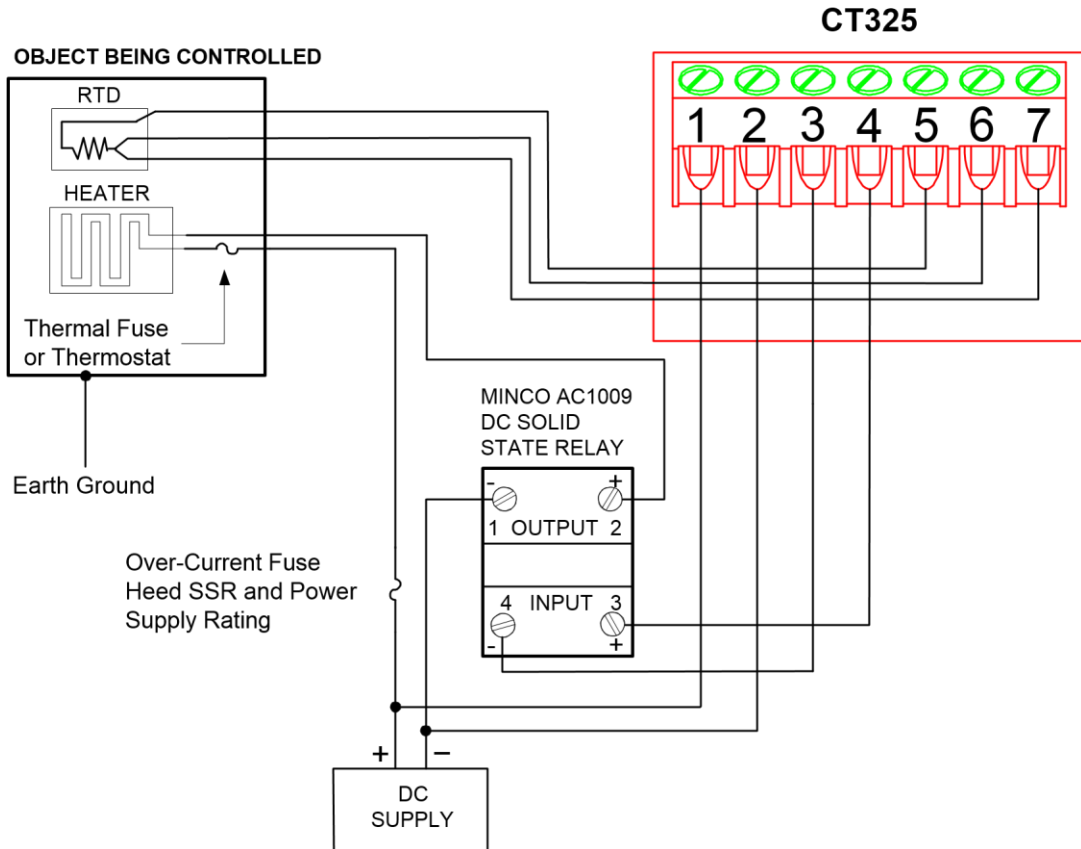 CT325
OBJECT BEING CONTROLLED
RTD
1 2 3 4 5 6 7
HEATER
Thermal Fuse
or Thermostat
MINCO AC1009
DC SOLID
STATE RELAY
Earth Ground
- +
1 OUTPUT 2
Over-Current Fuse
Heed SSR and Power
Supply Rating
4 INPUT 3
- +
+ −
DC
SUPPLY